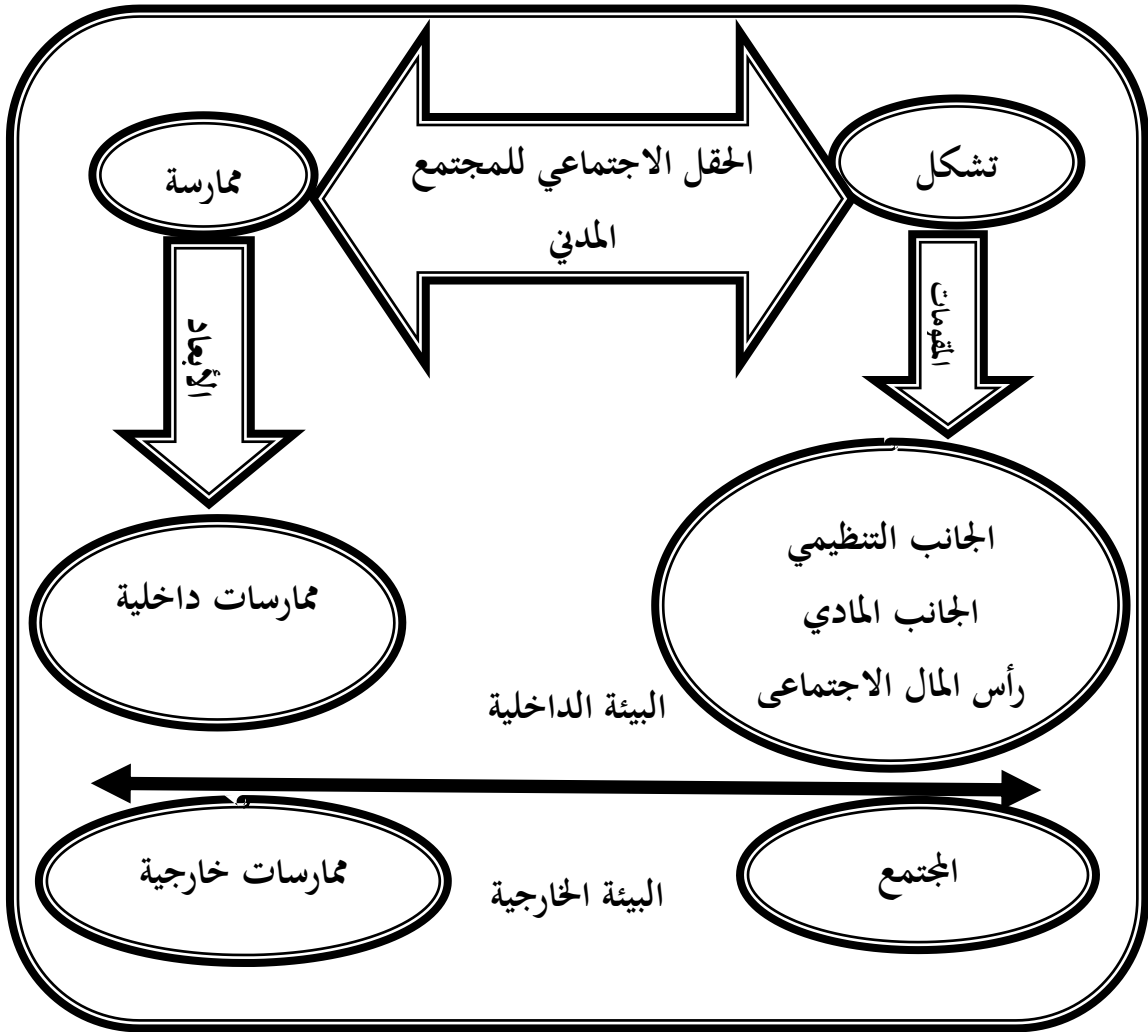 تشكل
الحقل الاجتماعي للمجتمع
المدني
ممارسة
المقومات
الأبعاد
الجانب التنظيمي
الجانب المادي
رأس المال الاجتماعى
ممارسات داخلية
البيئة الداخلية
المجتمع
البيئة الخارجية
ممارسات خارجية